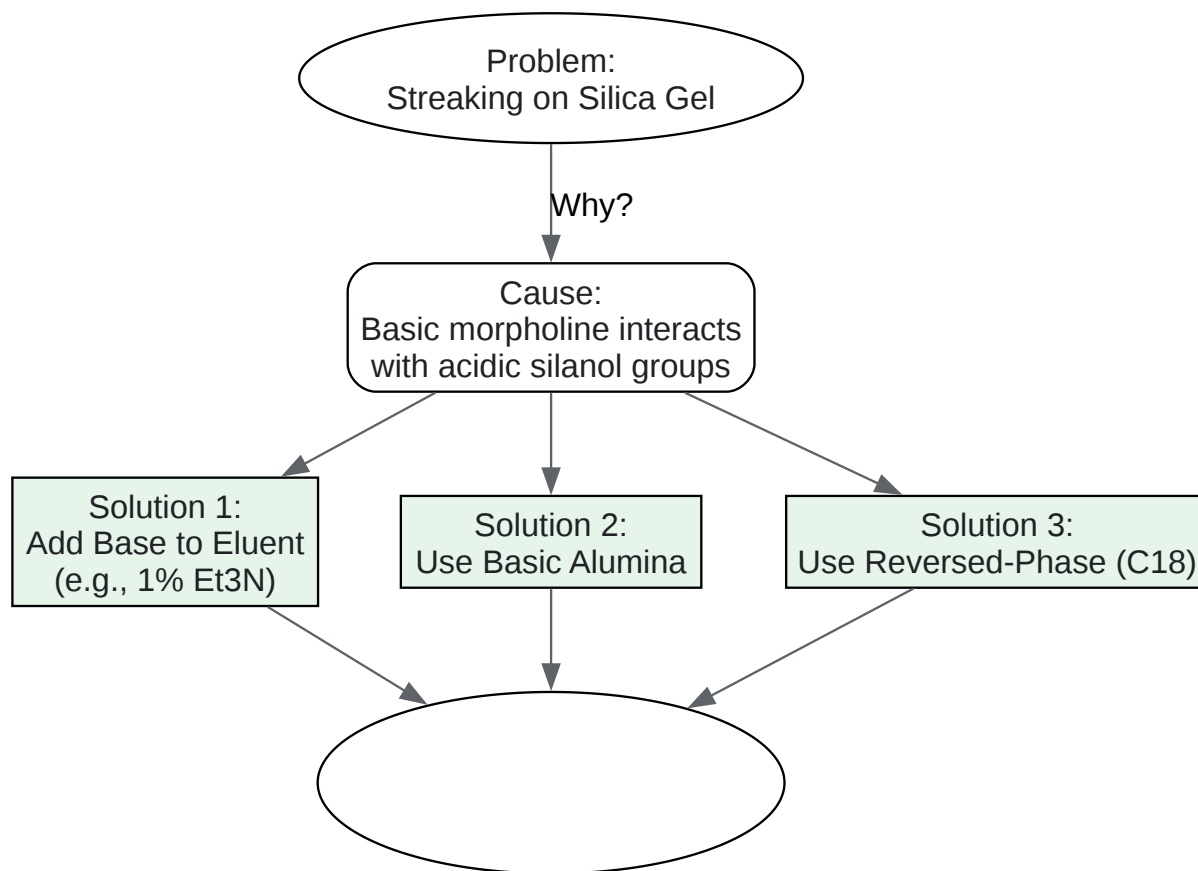 Problem:
Streaking on Silica Gel
Why?
Cause:
Basic morpholine interacts
with acidic silanol groups
Solution 1:
Add Base to Eluent
(e.g., 1% Et3N)
Solution 2:
Use Basic Alumina
Solution 3:
Use Reversed-Phase (C18)